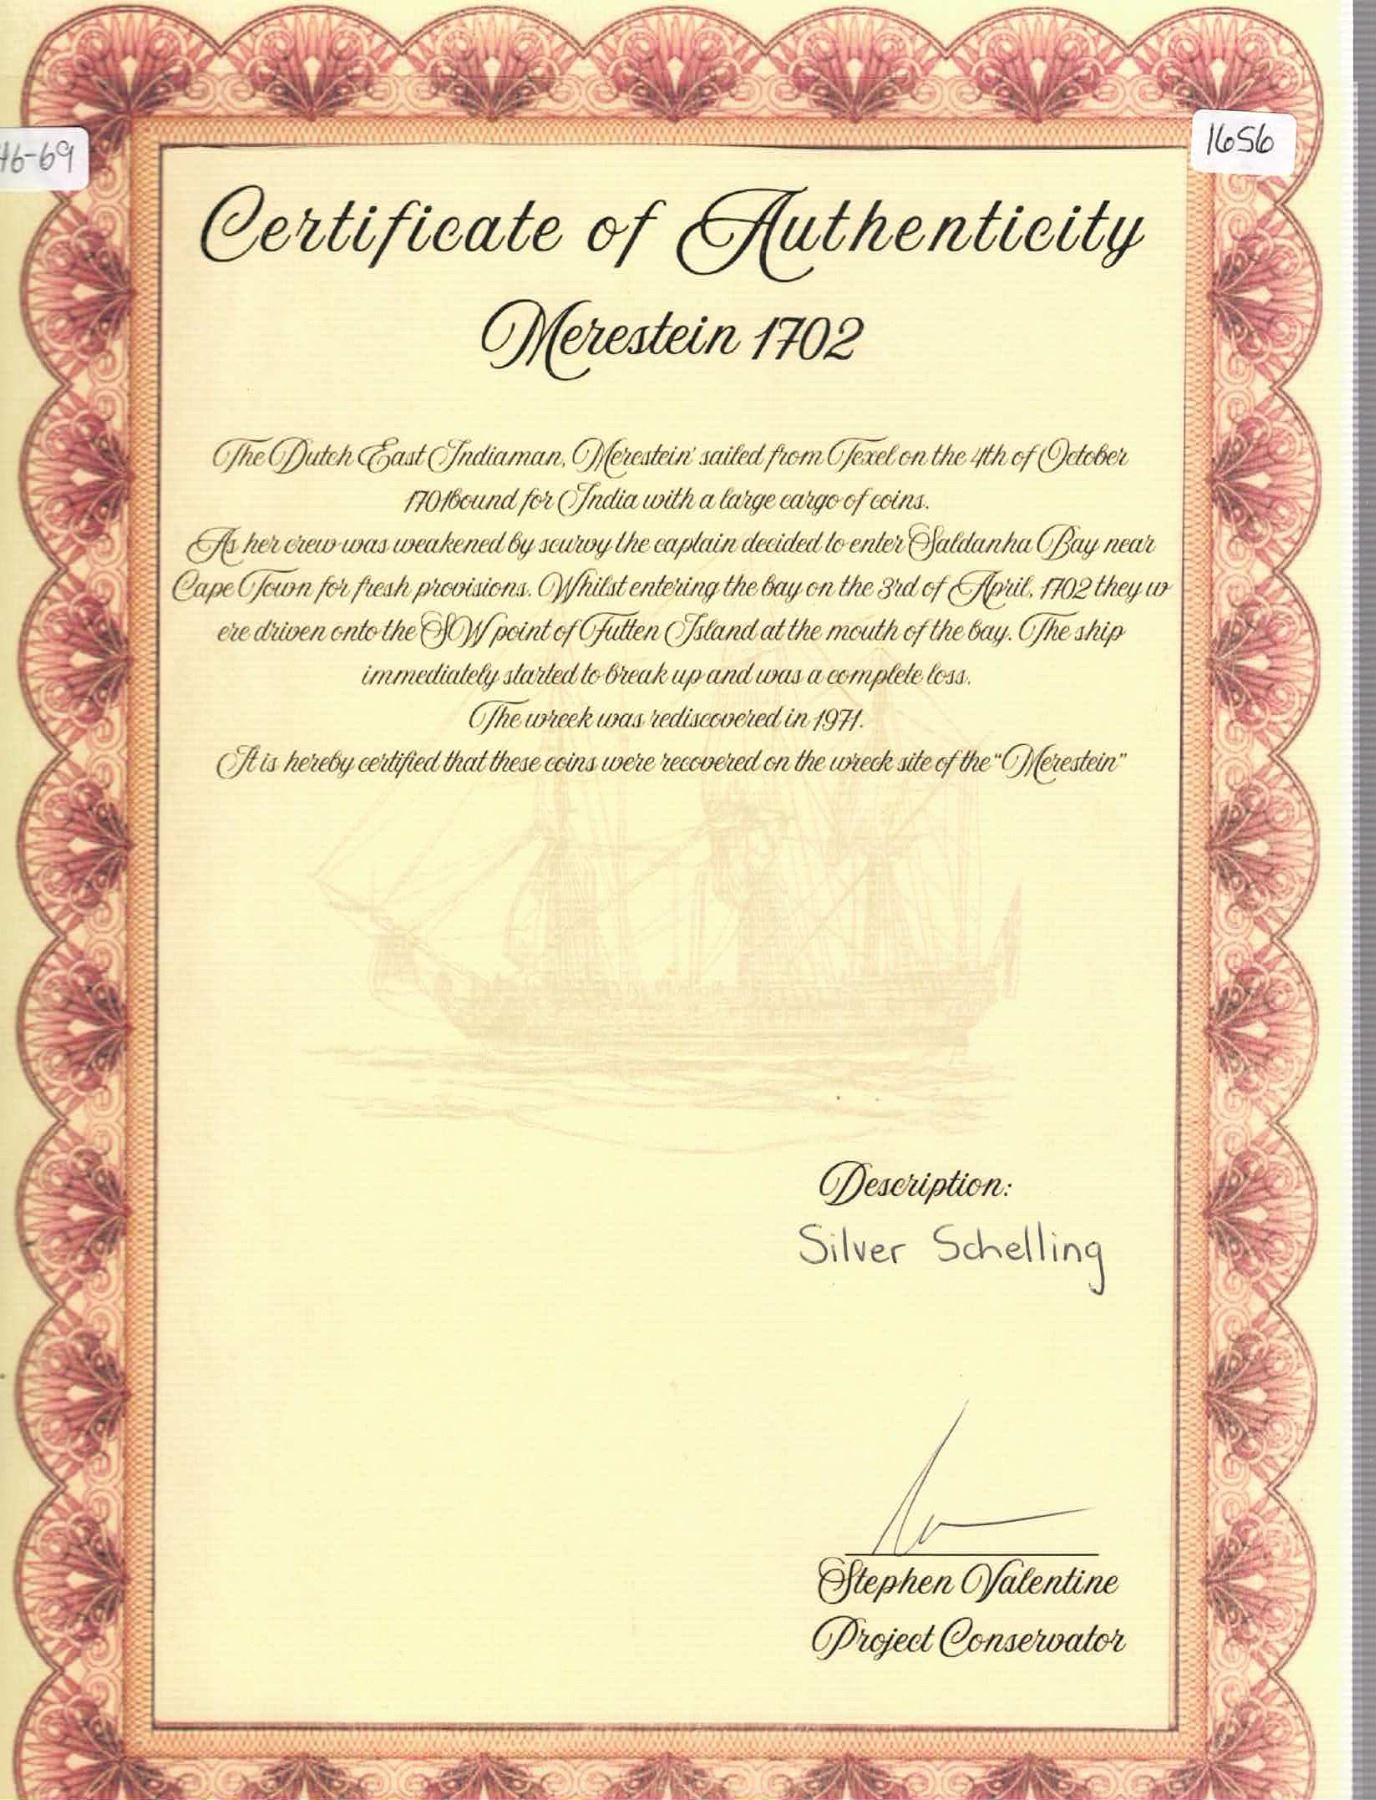 46-69
1656
Certificate of Authenticity
Merestein 1702
The Dutch East Indiaman, Merestein' sailed from Texel on the 4th of October
1701bound for India with a large cargo of coins.
As her crew was weakened by scurvy the captain decided to enter Saldanha Bay near
Cape Town for fresh provisions. Whilst entering the bay on the 3rd of April, 1702 they w
ere driven onto the SW point of Jutten Island at the mouth of the bay. The ship
immediately started to break up and was a complete loss.
The wreck was rediscovered in 1971.
It is hereby certified that these coins were recovered on the wreck site of the "Merestein"
Description:
Silver Schelling
Stephen Valentine
Project Conservator